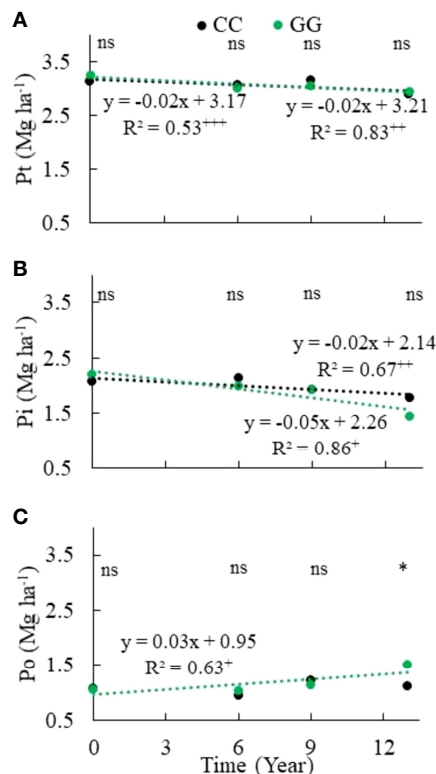 A
CC GG
3.5 ns ns ns ns
y = -0.02x + 3.17 y = -0.02x + 3.21
R² = 0.53⁺⁺⁺ R² = 0.83⁺⁺
2.5
1.5
0.5
Pt (Mg ha⁻¹)
B
3.5 ns ns ns ns
y = -0.02x + 2.14
R² = 0.67⁺⁺
2.5
1.5
y = -0.05x + 2.26
R² = 0.86⁺
0.5
Pi (Mg ha⁻¹)
C
3.5 ns ns ns *
2.5
y = 0.03x + 0.95
R² = 0.63⁺
1.5
0.5
Po (Mg ha⁻¹)
0 3 6 9 12
Time (Year)